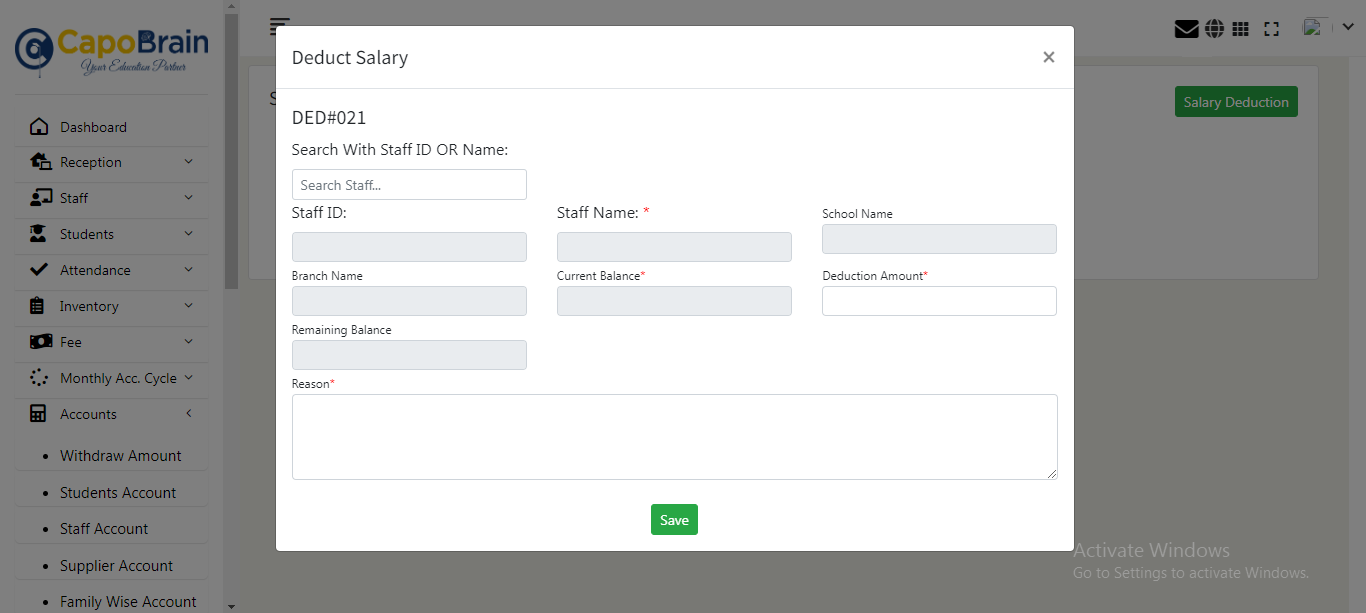 CapoBrain
Your Education Partner
Dashboard
Reception
Staff
Students
Attendance
Inventory
Fee
Monthly Acc. Cycle
Accounts
Withdraw Amount
Students Account
Staff Account
Supplier Account
Family Wise Account
Salary Deduction
Deduct Salary
×
DED#021
Search With Staff ID OR Name:
Search Staff...
Staff ID:
Staff Name: *
School Name
Branch Name
Current Balance*
Deduction Amount*
Remaining Balance
Reason*
Save
Activate Windows
Go to Settings to activate Windows.